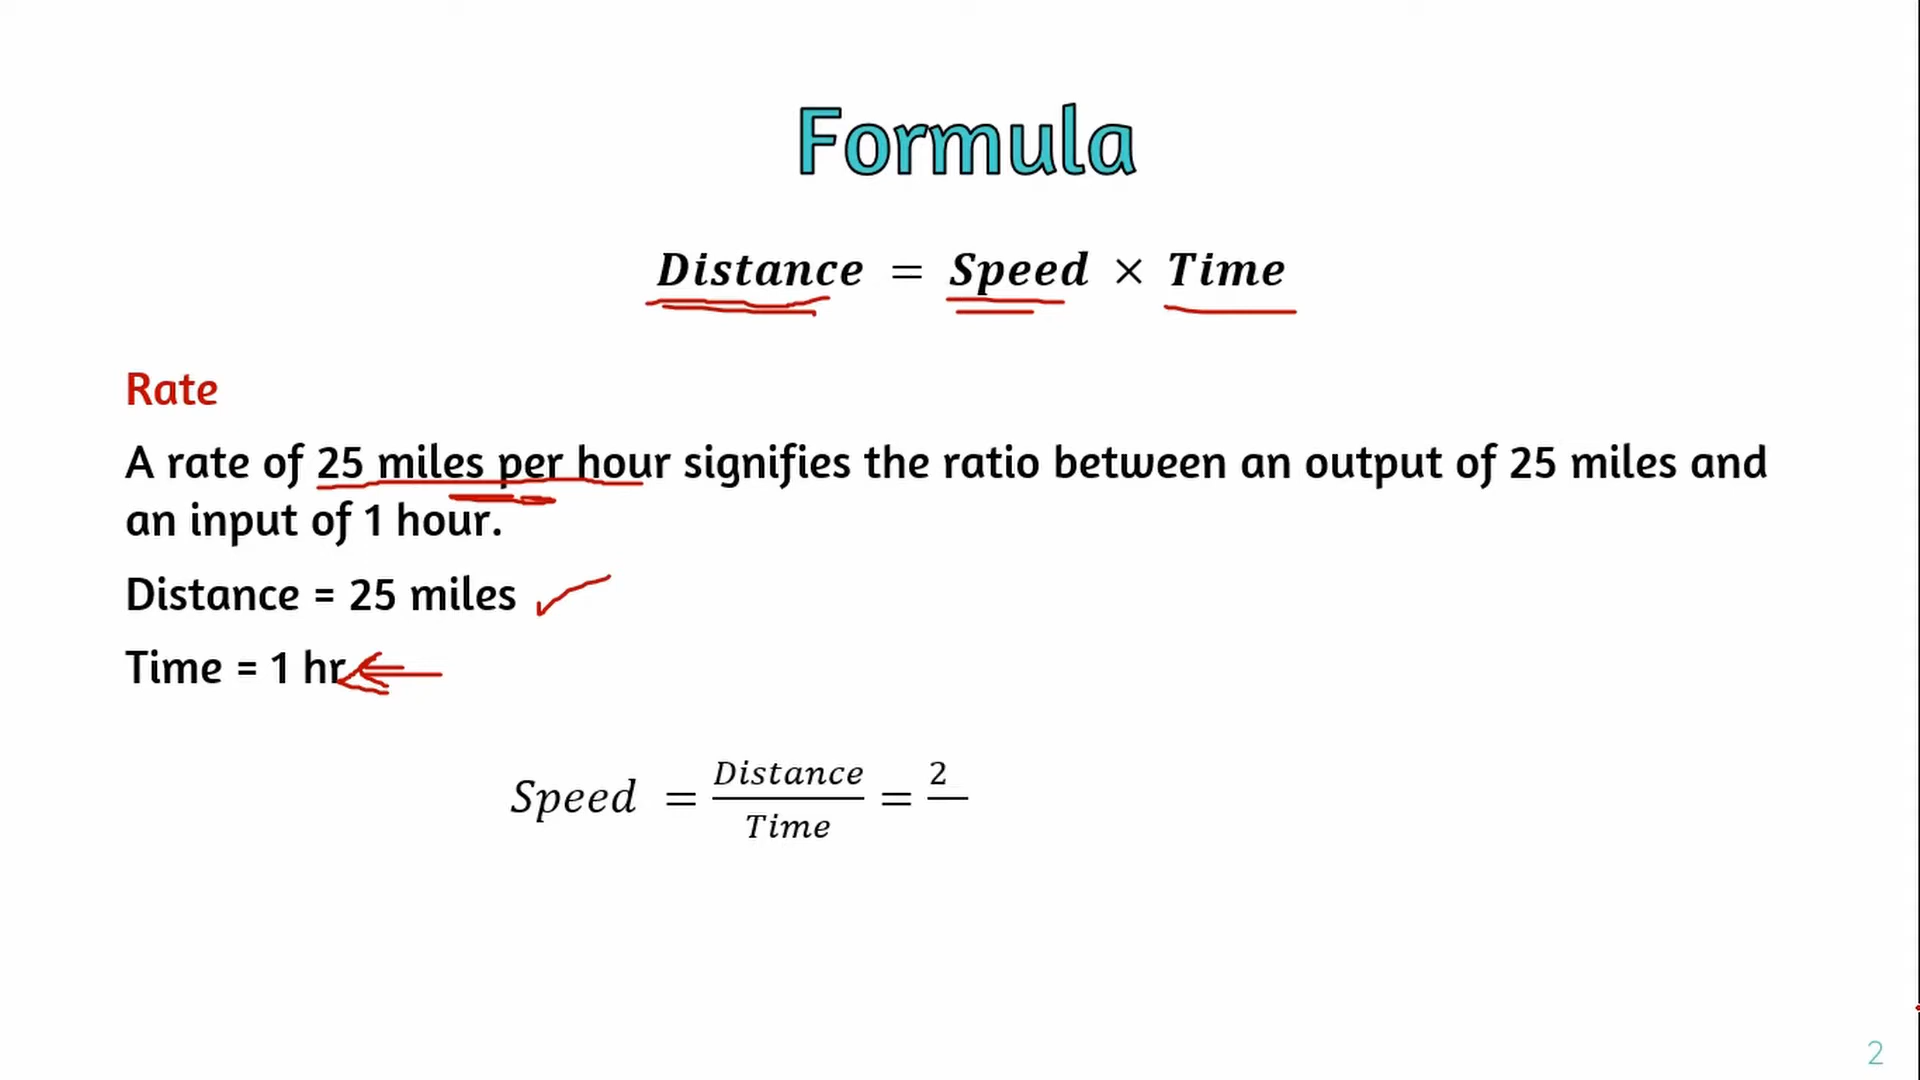 Formula
Distance = Speed × Time
Rate
A rate of 25 miles per hour signifies the ratio between an output of 25 miles and
an input of 1 hour.
Distance = 25 miles
Time = 1 hr
Speed = Distance/Time = 2/
2